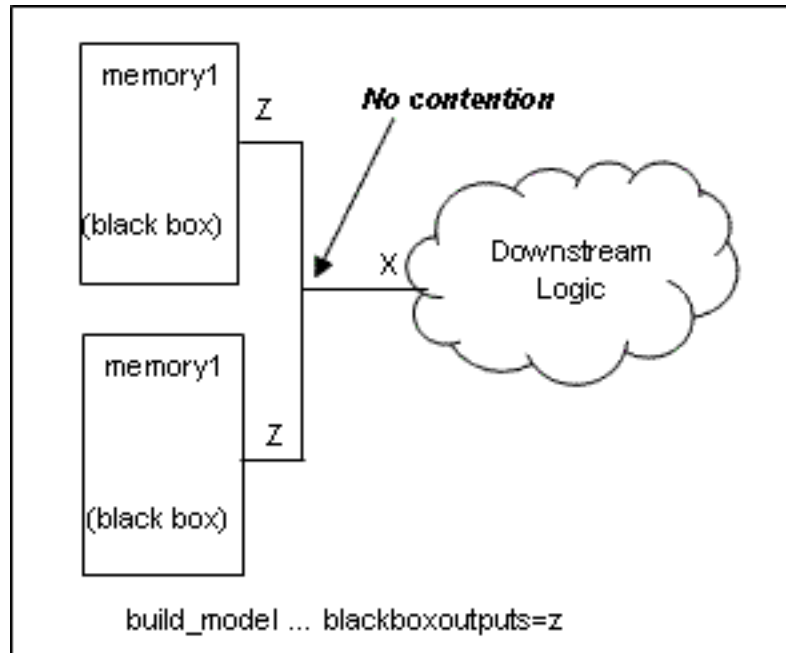 memory1
Z
No contention
(black box)
X
Downstream
Logic
memory1
Z
(black box)
build_model ... blackboxoutputs=z